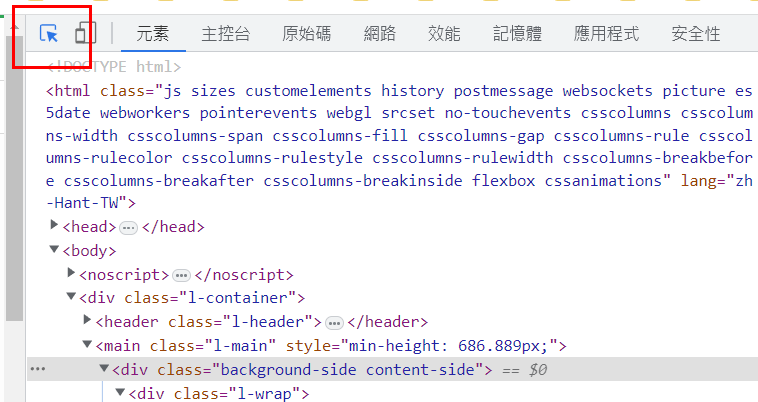 元素 主控台 原始碼 網路 效能 記憶體 應用程式 安全性
<!DOCTYPE html>
<html class="js sizes customelements history postmessage websockets picture es
5date webworkers pointerevents webgl srcset no-touchevents csscolumns csscolum
ns-width csscolumns-span csscolumns-fill csscolumns-gap csscolumns-rule csscol
umns-rulecolor csscolumns-rulestyle csscolumns-rulewidth csscolumns-breakbefor
e csscolumns-breakafter csscolumns-breakinside flexbox cssanimations" lang="zh
-Hant-TW">
<head>…</head>
<body>
<noscript>…</noscript>
<div class="l-container">
<header class="l-header">…</header>
<main class="l-main" style="min-height: 686.889px;">
<div class="background-side content-side"> == $0
<div class="l-wrap">